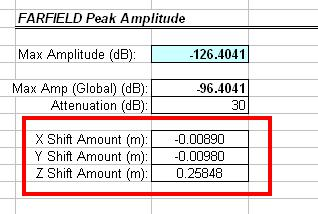 FARFIELD Peak Amplitude
Max Amplitude (dB): -126.4041
Max Amp (Global) (dB): -96.4041
Attenuation (dB): 30
X Shift Amount (m): -0.00890
Y Shift Amount (m): -0.00980
Z Shift Amount (m): 0.25848